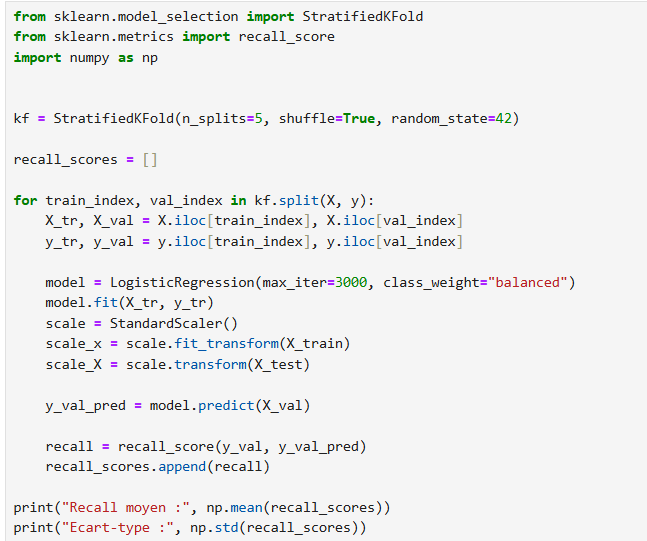 from sklearn.model_selection import StratifiedKFold
from sklearn.metrics import recall_score
import numpy as np
kf = StratifiedKFold(n_splits=5, shuffle=True, random_state=42)
recall_scores = []
for train_index, val_index in kf.split(X, y):
    X_tr, X_val = X.iloc[train_index], X.iloc[val_index]
    y_tr, y_val = y.iloc[train_index], y.iloc[val_index]
    model = LogisticRegression(max_iter=3000, class_weight="balanced")
    model.fit(X_tr, y_tr)
    scale = StandardScaler()
    scale_x = scale.fit_transform(X_train)
    scale_X = scale.transform(X_test)
    y_val_pred = model.predict(X_val)
    recall = recall_score(y_val, y_val_pred)
    recall_scores.append(recall)
print("Recall moyen :", np.mean(recall_scores))
print("Ecart-type :", np.std(recall_scores))